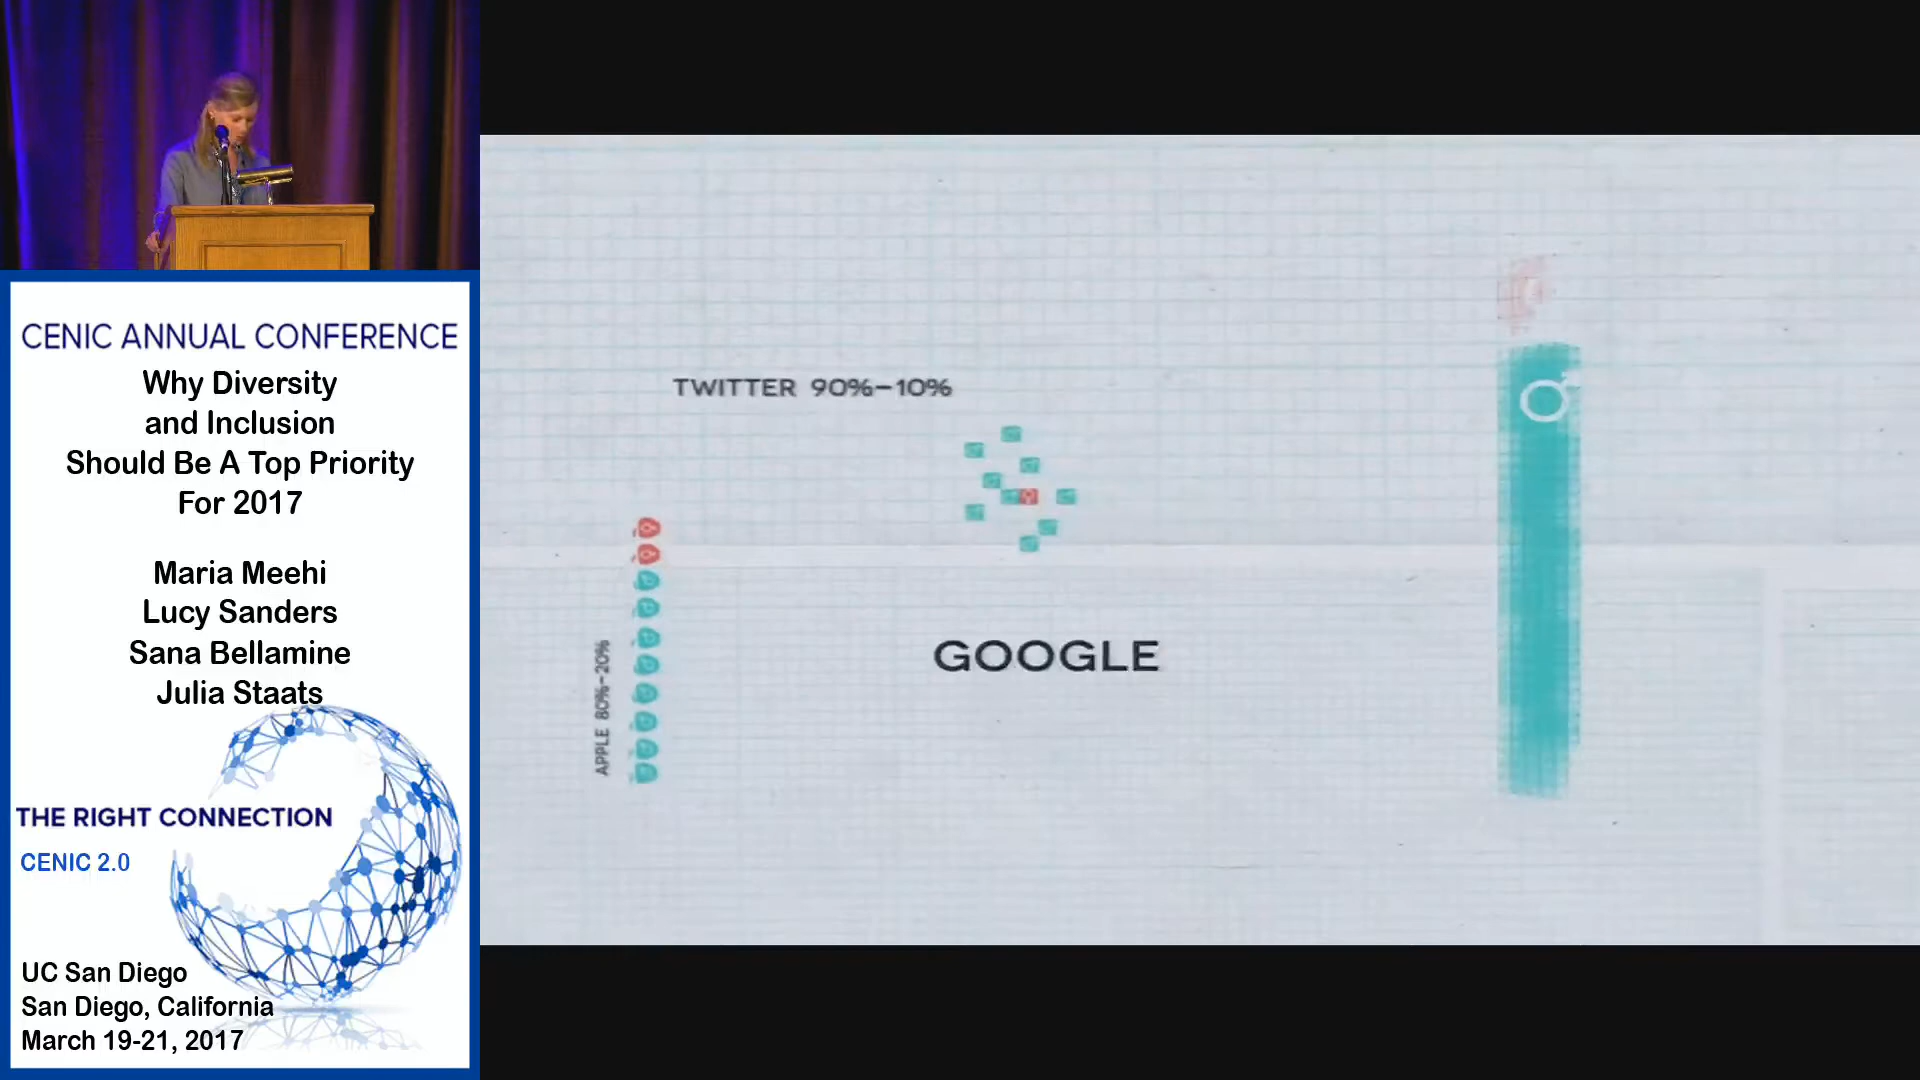 CENIC ANNUAL CONFERENCE
Why Diversity
and Inclusion
Should Be A Top Priority
For 2017
Maria Meehi
Lucy Sanders
Sana Bellamine
Julia Staats
THE RIGHT CONNECTION
CENIC 2.0
UC San Diego
San Diego, California
March 19-21, 2017
TWITTER 90%-10%
APPLE 80%-20%
GOOGLE